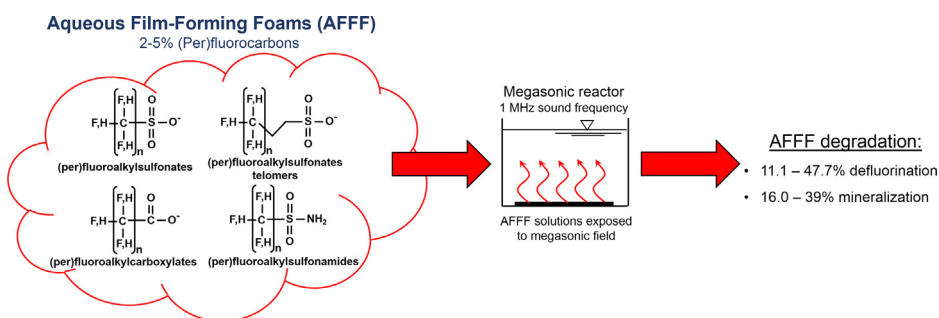 Aqueous Film-Forming Foams (AFFF)
2-5% (Per)fluorocarbons
F,H
O
F,H C S O⁻
F,H n O
(per)fluoroalkylsulfonates
F,H
O
F,H C S O⁻
F,H n O
(per)fluoroalkylsulfonates
telomers
F,H O
F,H C C O⁻
F,H n
(per)fluoroalkylcarboxylates
F,H O
F,H C S NH₂
F,H n O
(per)fluoroalkylsulfonamides
Megasonic reactor
1 MHz sound frequency
AFFF solutions exposed
to megasonic field
AFFF degradation:
• 11.1 – 47.7% defluorination
• 16.0 – 39% mineralization